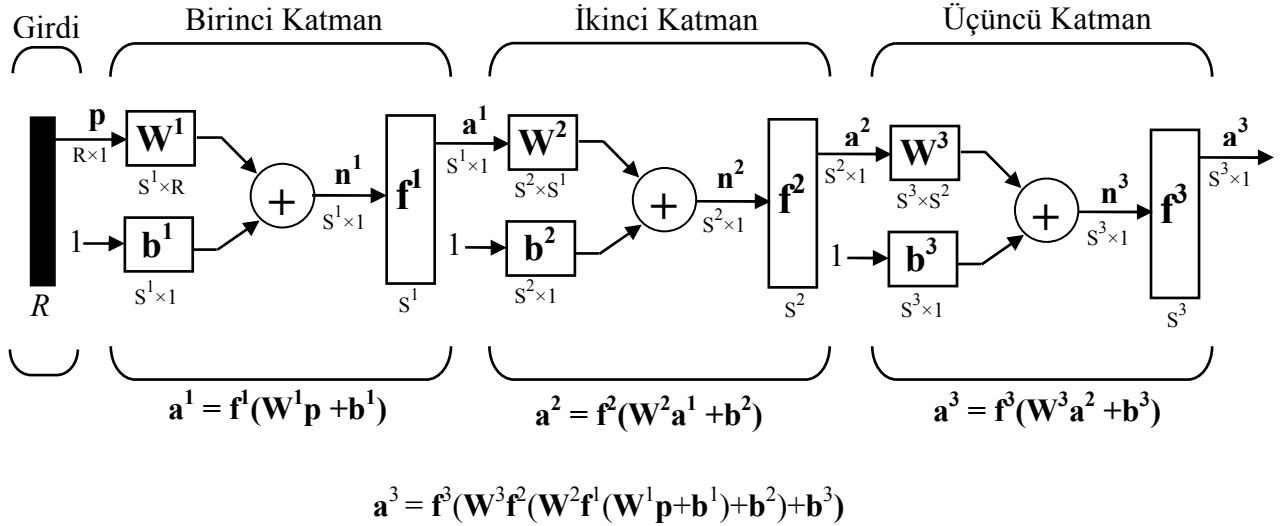 Girdi Birinci Katman İkinci Katman Üçüncü Katman
p W¹ a¹ W² a² W³ a³
R×1 S¹×R S¹×1 S²×S¹ S²×1 S³×S² S³×1
+ n¹ f¹ + n² f² + n³ f³
S¹×1 S²×1 S³×1
1 b¹ 1 b² 1 b³
R S¹×1 S¹ S²×1 S² S³×1 S³
a¹ = f¹(W¹p +b¹) a² = f²(W²a¹ +b²) a³ = f³(W³a² +b³)
a³ = f³(W³f²(W²f¹(W¹p+b¹)+b²)+b³)